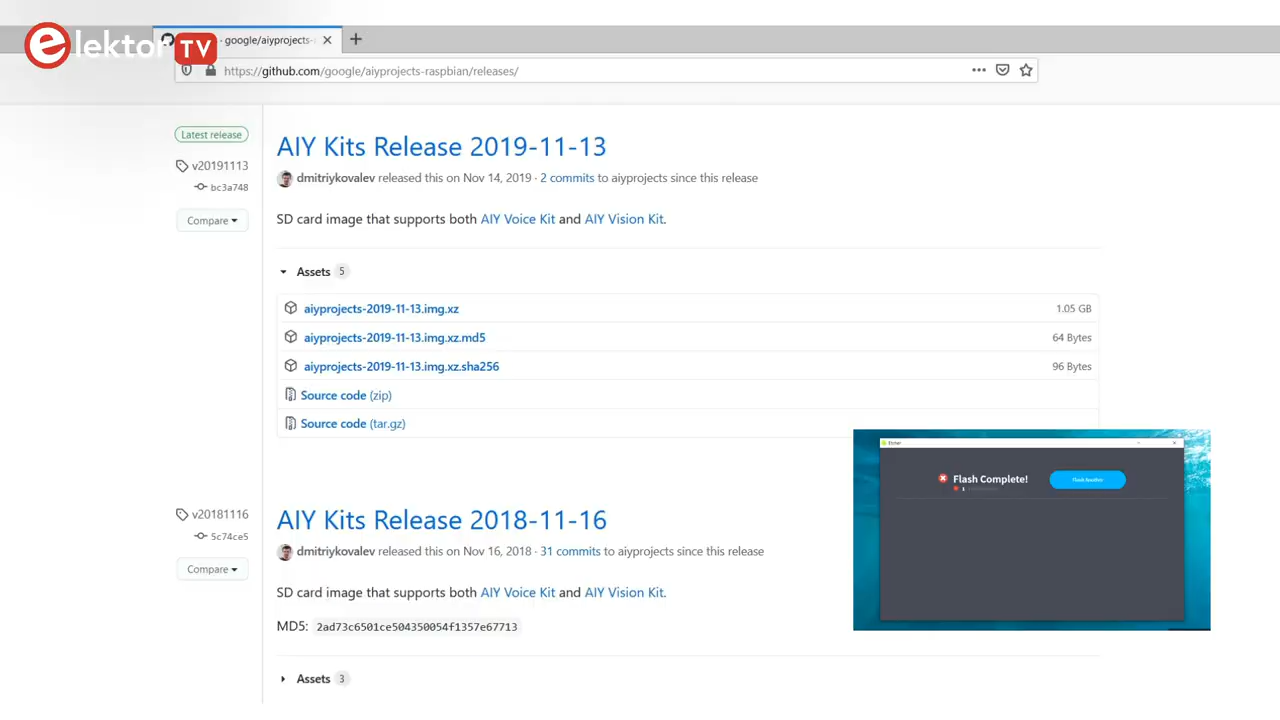 elektor TV
google/aiyprojects-
https://github.com/google/aiyprojects-raspbian/releases/
Latest release
v20191113
bc3a748
Compare
AIY Kits Release 2019-11-13
dmitriykovalev released this on Nov 14, 2019 · 2 commits to aiyprojects since this release
SD card image that supports both AIY Voice Kit and AIY Vision Kit.
Assets 5
aiyprojects-2019-11-13.img.xz 1.05 GB
aiyprojects-2019-11-13.img.xz.md5 64 Bytes
aiyprojects-2019-11-13.img.xz.sha256 96 Bytes
Source code (zip)
Source code (tar.gz)
Etcher
Flash Complete!
Flash Another
v20181116
5c74ce5
Compare
AIY Kits Release 2018-11-16
dmitriykovalev released this on Nov 16, 2018 · 31 commits to aiyprojects since this release
SD card image that supports both AIY Voice Kit and AIY Vision Kit.
MD5: 2ad73c6501ce504350054f1357e67713
Assets 3